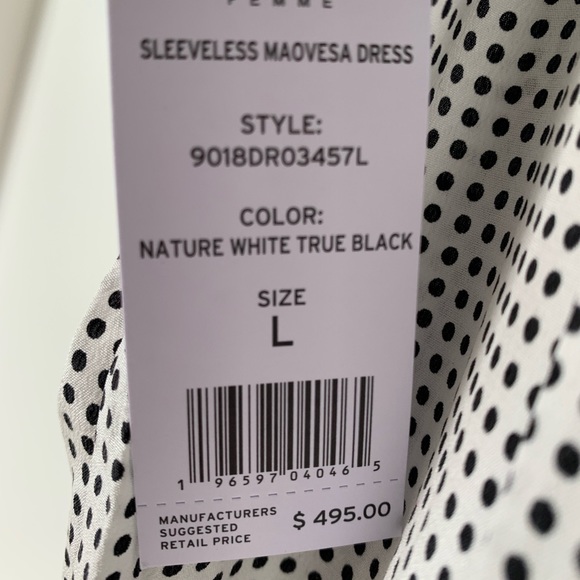 FEMME
SLEEVELESS MAOVESA DRESS
STYLE:
9018DR03457L
COLOR:
NATURE WHITE TRUE BLACK
SIZE
L
1 96597 04046 5
MANUFACTURERS
SUGGESTED
RETAIL PRICE
$ 495.00